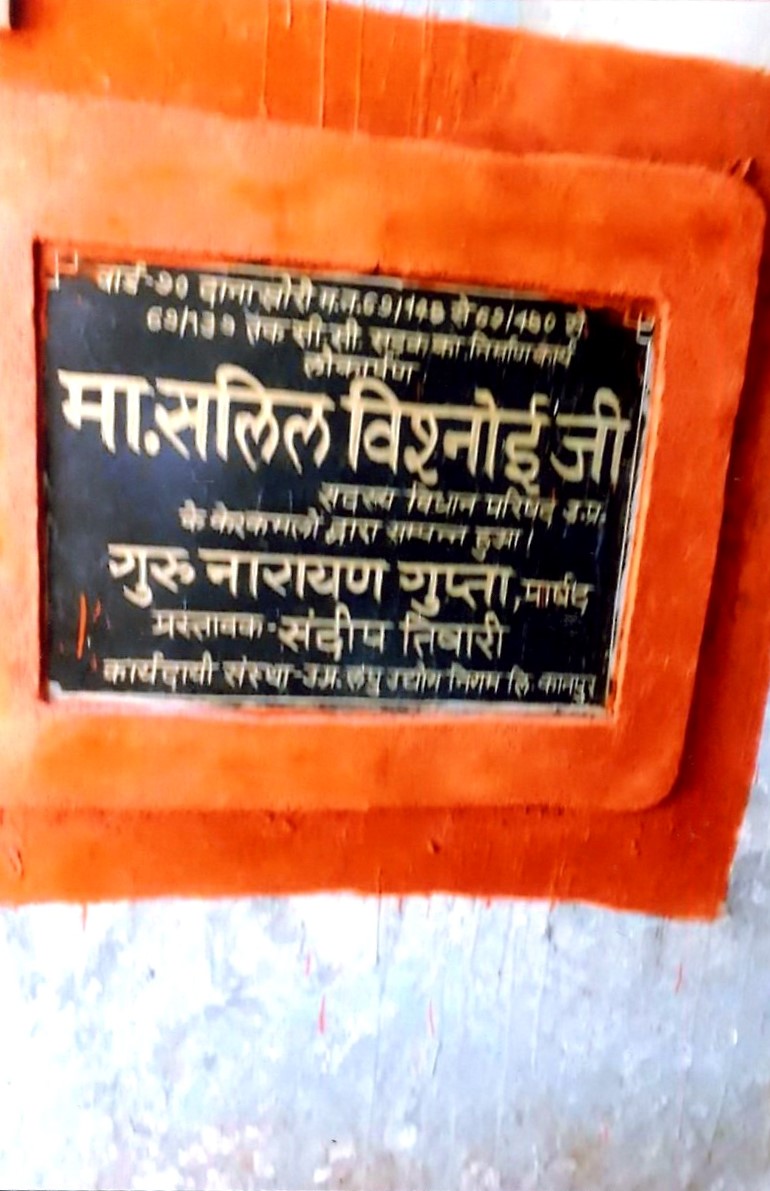 वार्ड-७० दाना खोरी म.नं.69/148 से 69/480 से
69/139 तक सी.सी. सड़क का निर्माण कार्य
लोकार्पण
मा.सलिल विश्नोई जी
सदस्य विधान परिषद उ.प्र.
के करकमलो द्वारा सम्पन्न हुआ।
गुरु नारायण गुप्ता,पार्षद
प्रस्तावक-संदीप तिवारी
कार्यदायी संस्था-उ.प्र.लघु उद्योग निगम लि. कानपुर